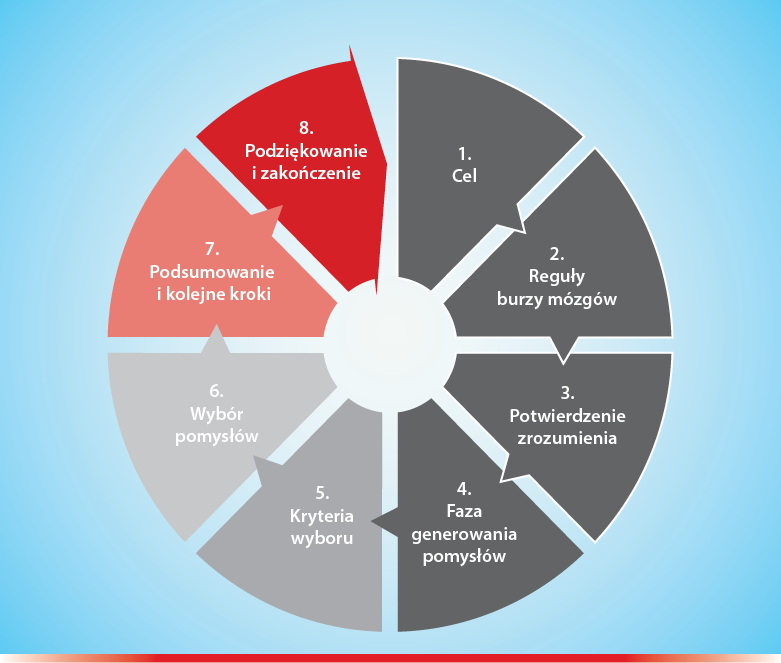 1.
Cel
2.
Reguły
burzy mózgów
3.
Potwierdzenie
zrozumienia
4.
Faza
generowania
pomysłów
5.
Kryteria
wyboru
6.
Wybór
pomysłów
7.
Podsumowanie
i kolejne kroki
8.
Podziękowanie
i zakończenie